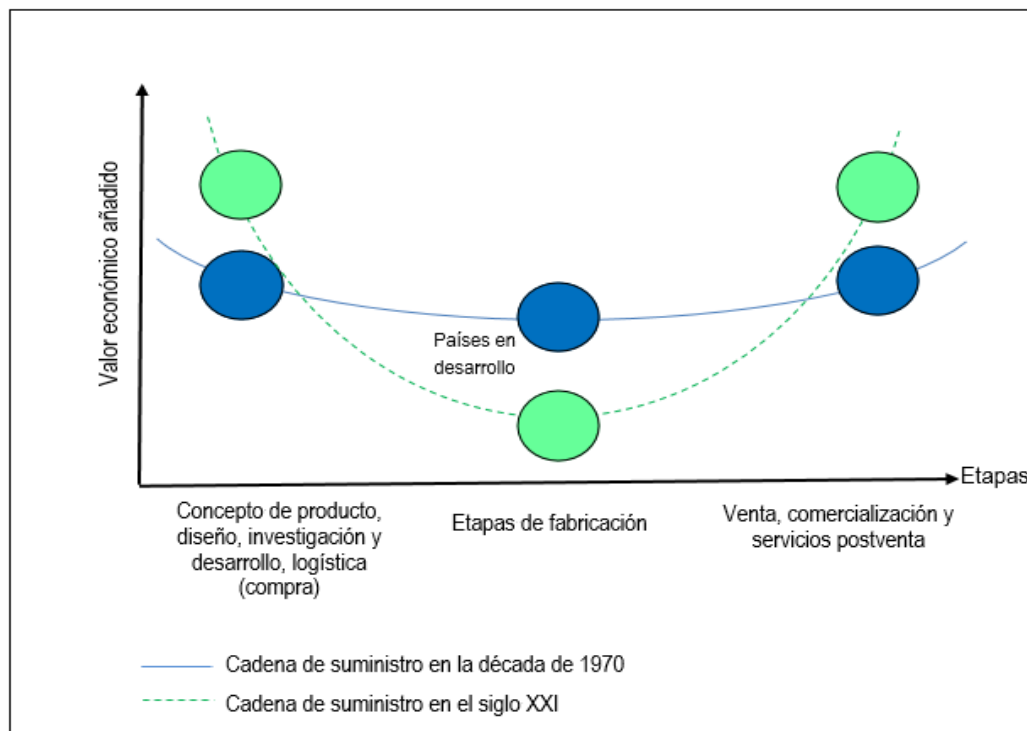 Valor económico añadido
Países en
desarrollo
Etapas
Concepto de producto,
diseño, investigación y
desarrollo, logística
(compra)
Etapas de fabricación
Venta, comercialización y
servicios postventa
Cadena de suministro en la década de 1970
Cadena de suministro en el siglo XXI